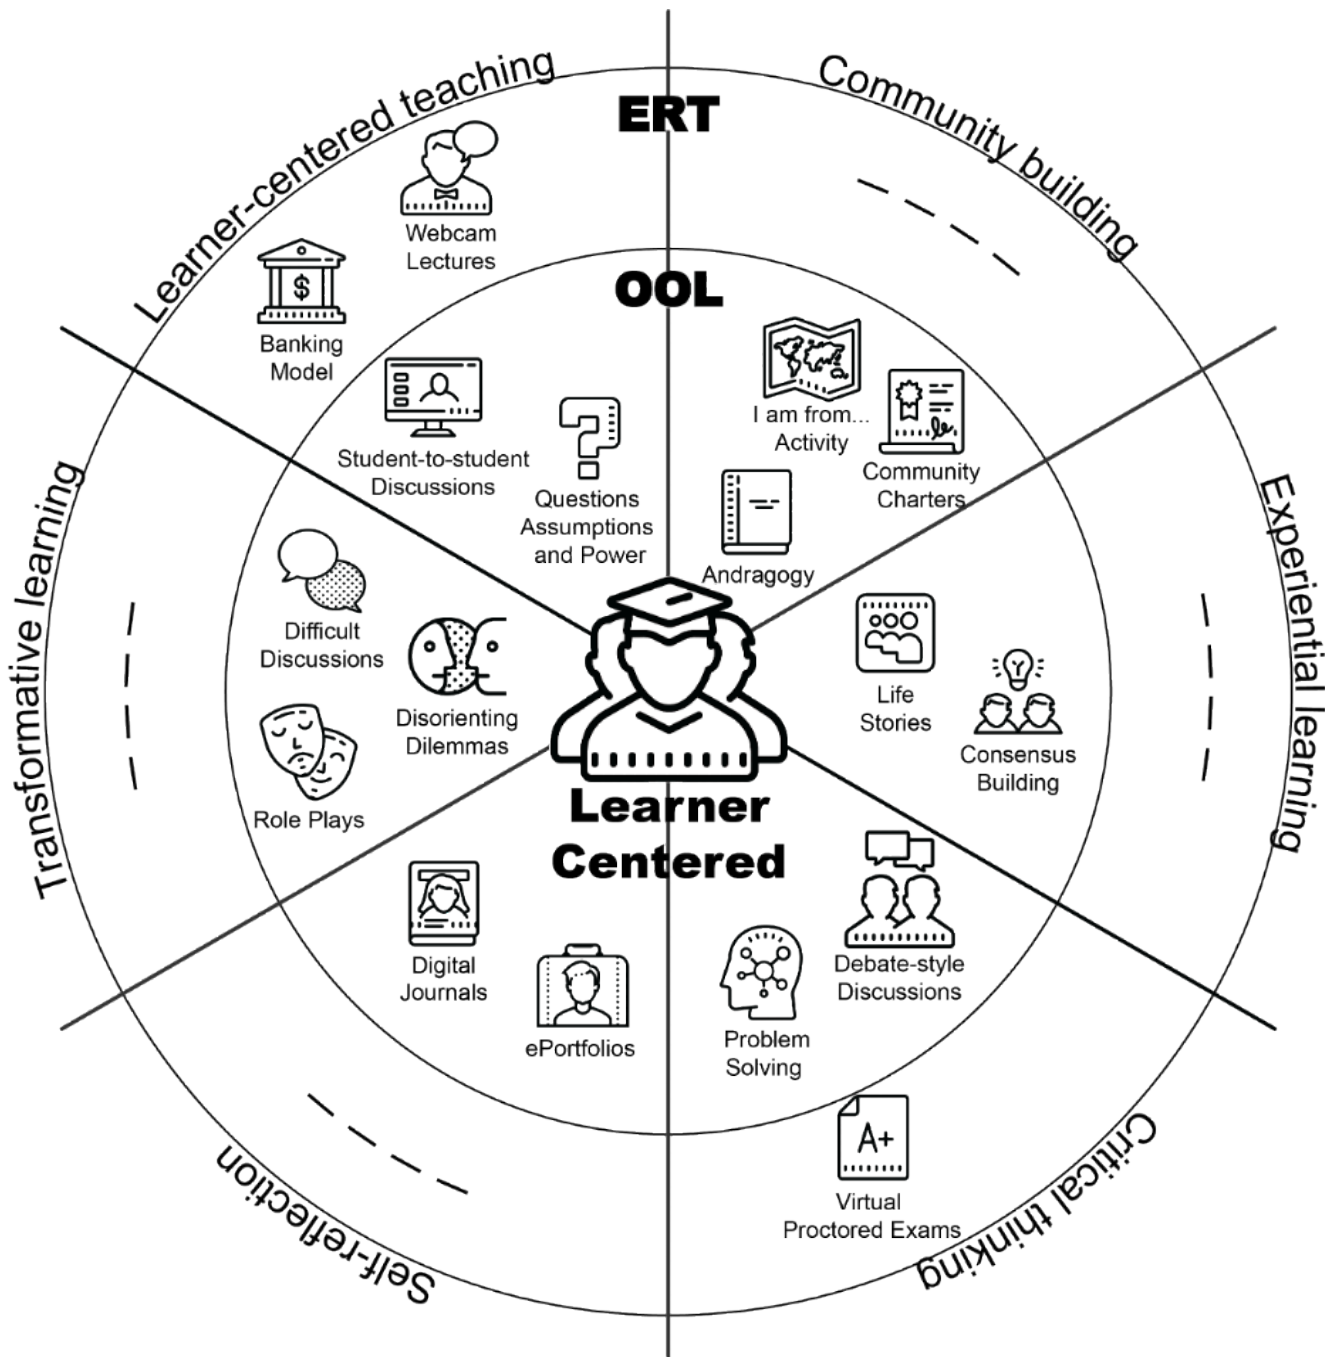 Learner-centered teaching
Community building
ERT
Webcam
Lectures
$
Banking
Model
OOL
Student-to-student
Discussions
Questions
Assumptions
and Power
I am from...
Activity
Community
Charters
Andragogy
Transformative learning
Experiential learning
Difficult
Discussions
Disorienting
Dilemmas
Role Plays
Life
Stories
Consensus
Building
Learner
Centered
Digital
Journals
ePortfolios
Debate-style
Discussions
Problem
Solving
A+
Virtual
Proctored Exams
Self-reflection
Critical thinking